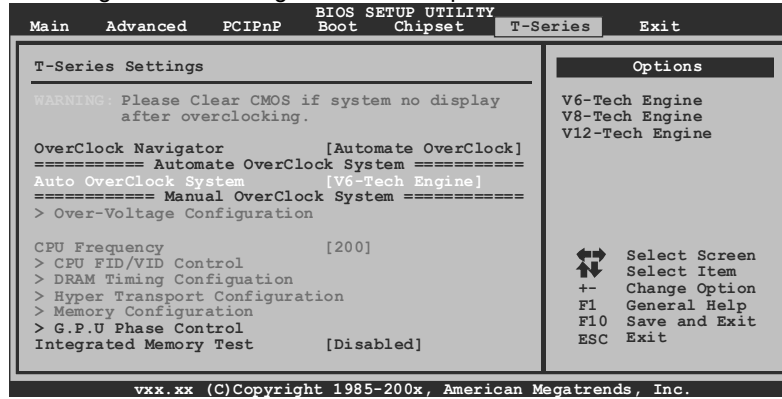 BIOS SETUP UTILITY
Main Advanced PCIPnP Boot Chipset T-Series Exit
T-Series Settings
WARNING: Please Clear CMOS if system no display
after overclocking.
OverClock Navigator [Automate OverClock]
=========== Automate OverClock System ===========
Auto OverClock System [V6-Tech Engine]
============ Manual OverClock System ============
> Over-Voltage Configuration
CPU Frequency [200]
> CPU FID/VID Control
> DRAM Timing Configuation
> Hyper Transport Configuration
> Memory Configuration
> G.P.U Phase Control
Integrated Memory Test [Disabled]
Options
V6-Tech Engine
V8-Tech Engine
V12-Tech Engine
Select Screen
Select Item
+- Change Option
F1 General Help
F10 Save and Exit
ESC Exit
vxx.xx (C)Copyright 1985-200x, American Megatrends, Inc.